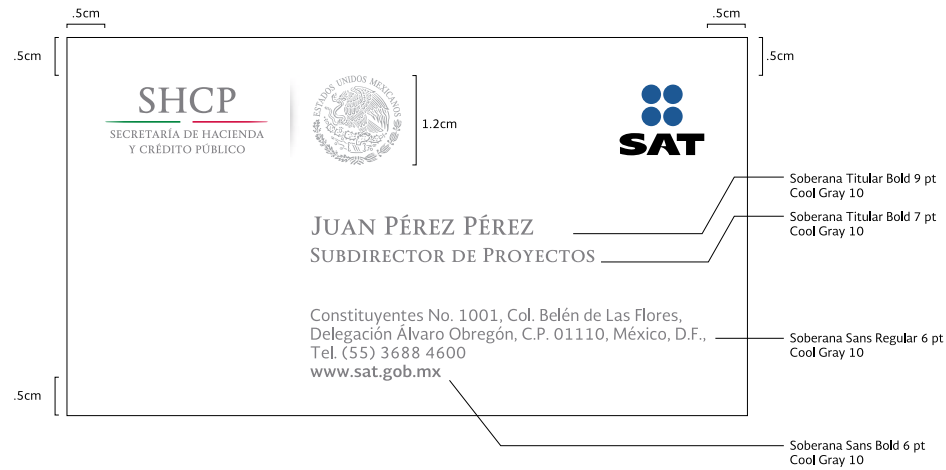 .5cm
.5cm
.5cm
.5cm
SHCP
SECRETARÍA DE HACIENDA
Y CRÉDITO PÚBLICO
ESTADOS UNIDOS MEXICANOS
1.2cm
SAT
Soberana Titular Bold 9 pt
Cool Gray 10
JUAN PÉREZ PÉREZ
Soberana Titular Bold 7 pt
Cool Gray 10
SUBDIRECTOR DE PROYECTOS
Constituyentes No. 1001, Col. Belén de Las Flores,
Delegación Álvaro Obregón, C.P. 01110, México, D.F.,
Tel. (55) 3688 4600
www.sat.gob.mx
Soberana Sans Regular 6 pt
Cool Gray 10
.5cm
Soberana Sans Bold 6 pt
Cool Gray 10